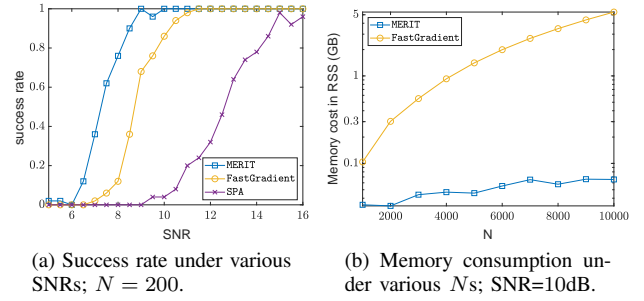 1
0.8
0.6
0.4
0.2
0
success rate
6
8
10
12
14
16
SNR
MERIT
FastGradient
SPA
(a) Success rate under various
SNRs; N = 200.
5
1
0.5
0.1
Memory cost in RSS (GB)
2000
4000
6000
8000
10000
N
MERIT
FastGradient
(b) Memory consumption un-
der various Ns; SNR=10dB.